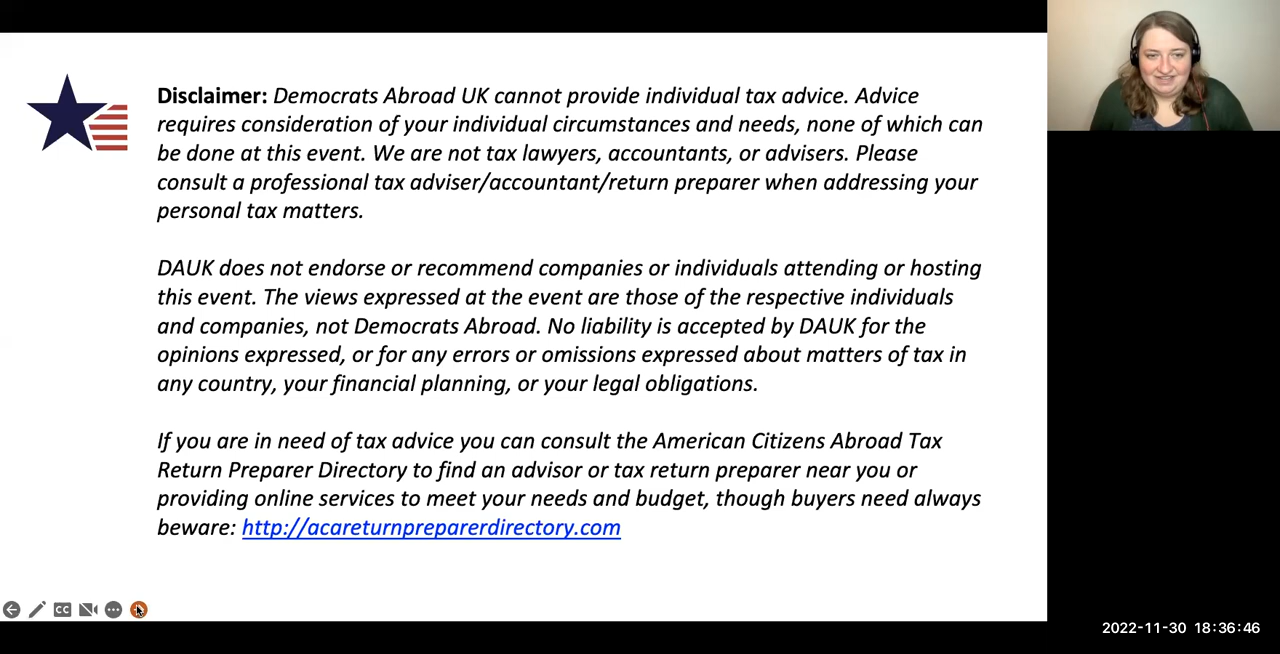 Disclaimer: Democrats Abroad UK cannot provide individual tax advice. Advice
requires consideration of your individual circumstances and needs, none of which can
be done at this event. We are not tax lawyers, accountants, or advisers. Please
consult a professional tax adviser/accountant/return preparer when addressing your
personal tax matters.
DAUK does not endorse or recommend companies or individuals attending or hosting
this event. The views expressed at the event are those of the respective individuals
and companies, not Democrats Abroad. No liability is accepted by DAUK for the
opinions expressed, or for any errors or omissions expressed about matters of tax in
any country, your financial planning, or your legal obligations.
If you are in need of tax advice you can consult the American Citizens Abroad Tax
Return Preparer Directory to find an advisor or tax return preparer near you or
providing online services to meet your needs and budget, though buyers need always
beware: http://acareturnpreparerdirectory.com
CC
2022-11-30 18:36:46